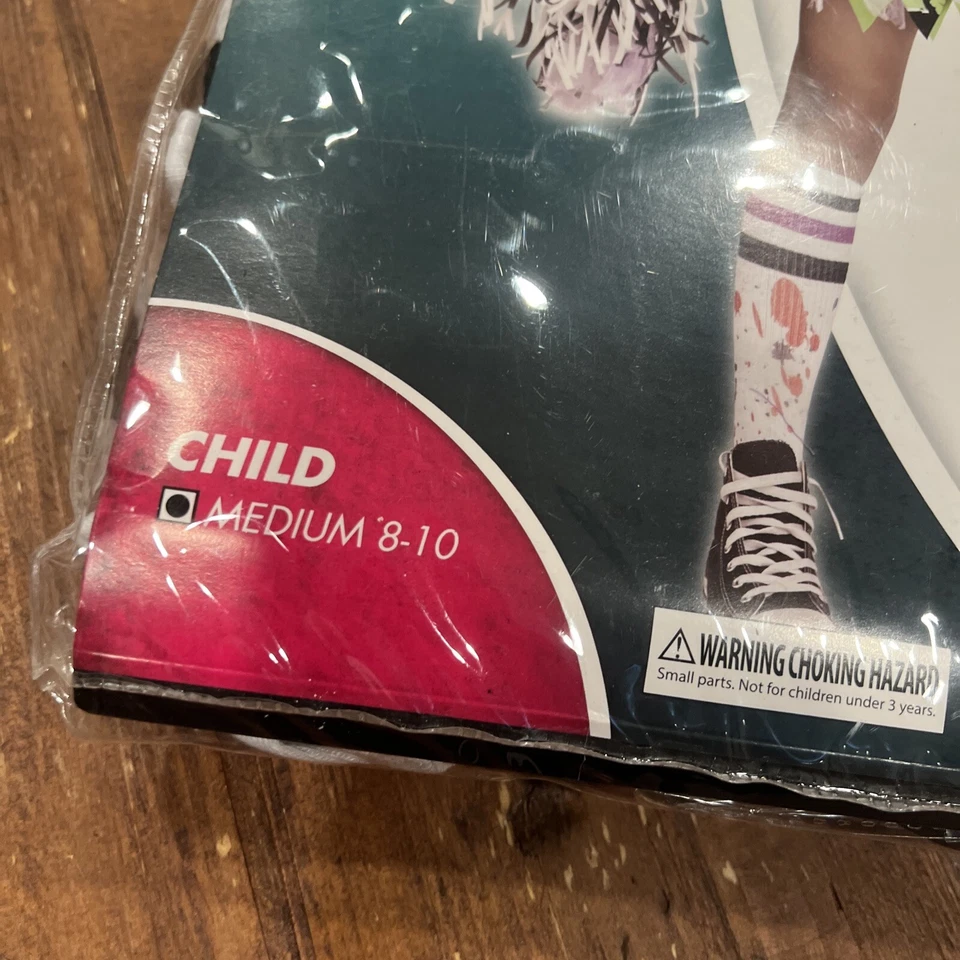 CHILD
MEDIUM 8-10
WARNING CHOKING HAZARD
Small parts. Not for children under 3 years.